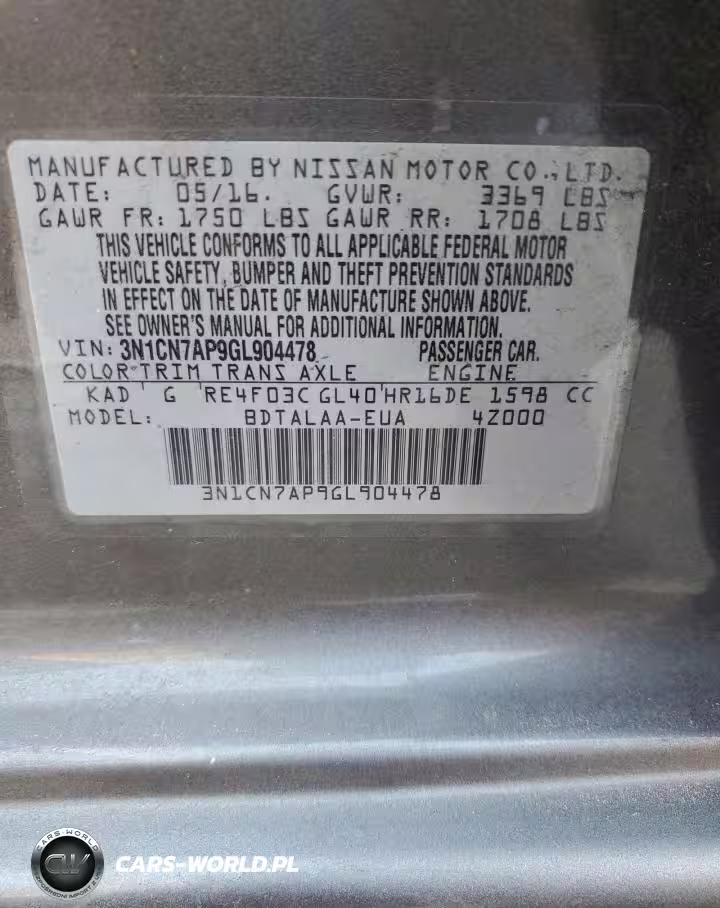 MANUFACTURED BY NISSAN MOTOR CO.,LTD.
DATE: 05/16. GVWR: 3369 LBS
GAWR FR: 1750 LBS GAWR RR: 1708 LBS
THIS VEHICLE CONFORMS TO ALL APPLICABLE FEDERAL MOTOR
VEHICLE SAFETY, BUMPER AND THEFT PREVENTION STANDARDS
IN EFFECT ON THE DATE OF MANUFACTURE SHOWN ABOVE.
SEE OWNER'S MANUAL FOR ADDITIONAL INFORMATION.
VIN: 3N1CN7AP9GL904478 PASSENGER CAR.
COLOR TRIM TRANS AXLE ENGINE
KAD G RE4F03C GL40 HR16DE 1598 CC
MODEL: BDTALAA-EUA 4Z000
3N1CN7AP9GL904478
CARS-WORLD
CW
CARS-WORLD.PL